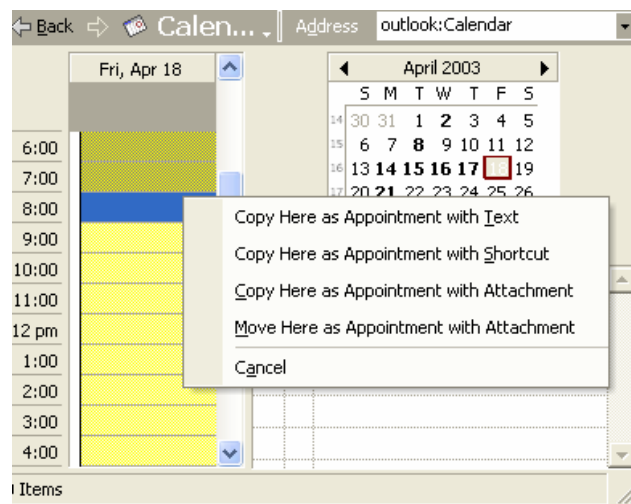 Back Calen... Address outlook:Calendar
Fri, Apr 18 April 2003
S M T W T F S
14 30 31 1 2 3 4 5
15 6 7 8 9 10 11 12
16 13 14 15 16 17 18 19
17 20 21 22 23 24 25 26
6:00
7:00
8:00
9:00
10:00
11:00
12 pm
1:00
2:00
3:00
4:00
Copy Here as Appointment with Text
Copy Here as Appointment with Shortcut
Copy Here as Appointment with Attachment
Move Here as Appointment with Attachment
Cancel
Items